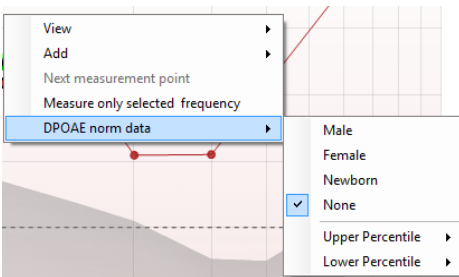 View
Add
Next measurement point
Measure only selected frequency
DPOAE norm data
Male
Female
Newborn
None
Upper Percentile
Lower Percentile